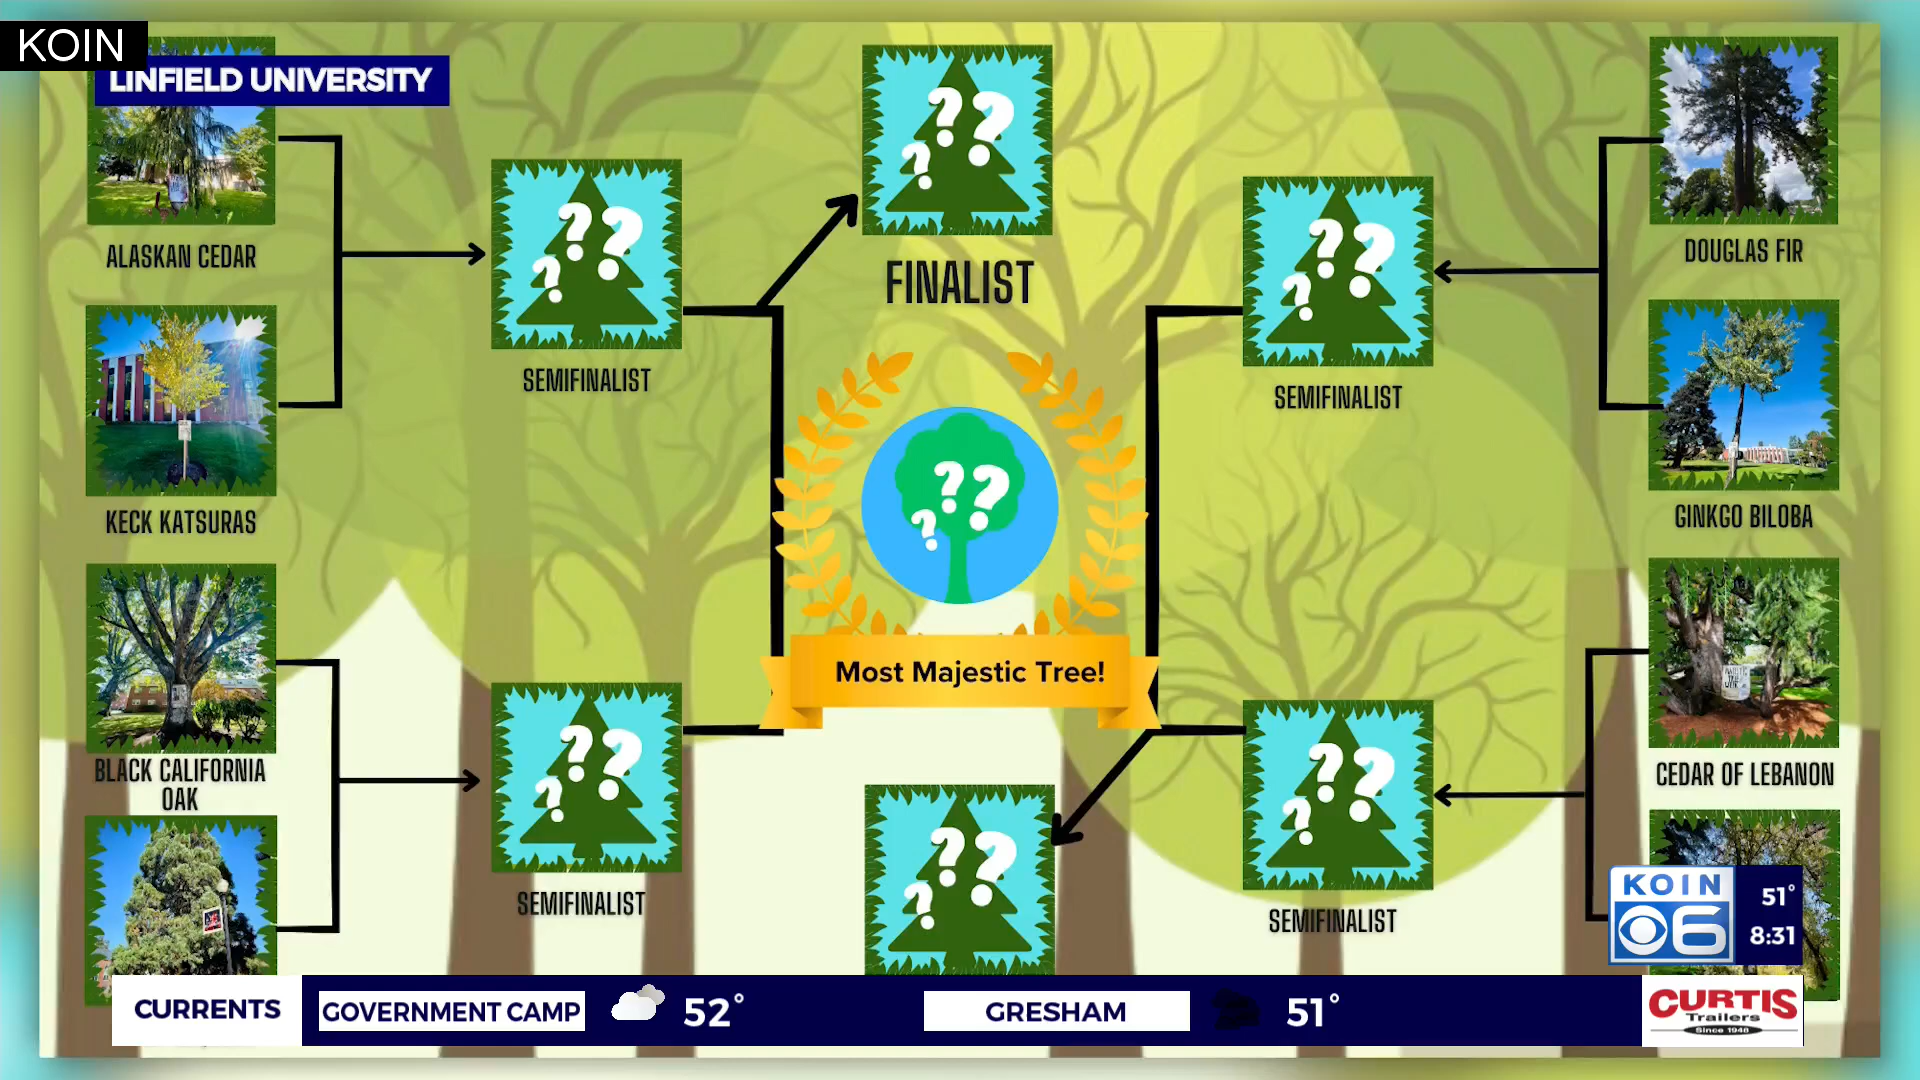 KOIN
LINFIELD UNIVERSITY
ALASKAN CEDAR
KECK KATSURAS
BLACK CALIFORNIA
OAK
SEMIFINALIST
SEMIFINALIST
??
?
??
?
??
?
FINALIST
??
?
Most Majestic Tree!
??
?
??
?
SEMIFINALIST
??
?
SEMIFINALIST
DOUGLAS FIR
GINKGO BILOBA
CEDAR OF LEBANON
KOIN
6
51°
8:31
CURRENTS
GOVERNMENT CAMP
52°
GRESHAM
51°
CURTIS
Trailers
Since 1948